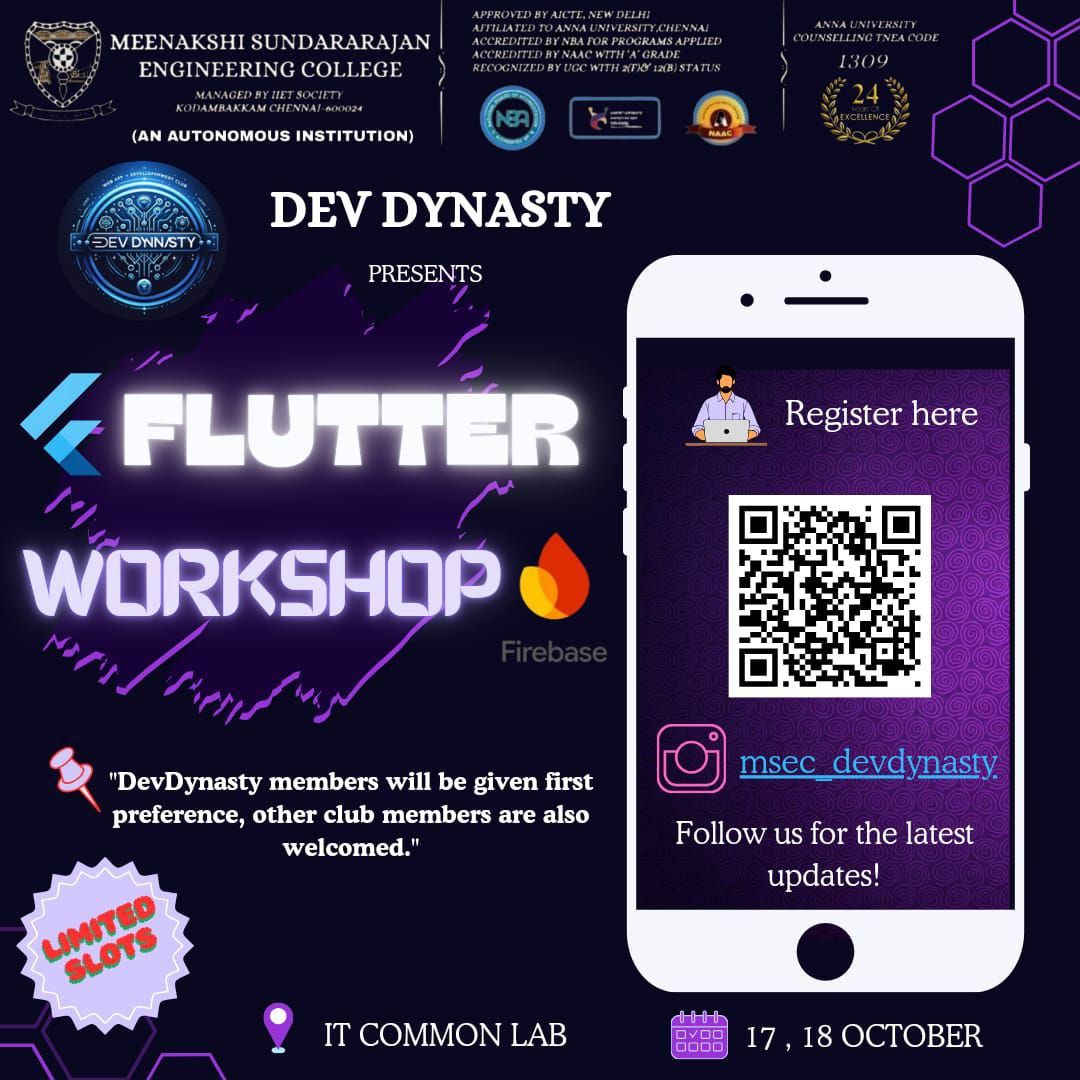 MEENAKSHI SUNDARARAJAN
ENGINEERING COLLEGE
MANAGED BY IIET SOCIETY
KODAMBAKKAM CHENNAI-600024
(AN AUTONOMOUS INSTITUTION)
APPROVED BY AICTE, NEW DELHI
AFFILIATED TO ANNA UNIVERSITY,CHENNAI
ACCREDITED BY NBA FOR PROGRAMS APPLIED
ACCREDITED BY NAAC WITH 'A' GRADE
RECOGNIZED BY UGC WITH 2(F)& 12(B) STATUS
NBA
NAAC
ANNA UNIVERSITY
COUNSELLING TNEA CODE
1309
24
Years Of
EXCELLENCE
DEV DYNASTY
DEV DYNASTY
PRESENTS
FLUTTER
WORKSHOP
Firebase
"DevDynasty members will be given first
preference, other club members are also
welcomed."
LIMITED
SLOTS
Register here
msec_devdynasty
Follow us for the latest
updates!
IT COMMON LAB
17 , 18 OCTOBER